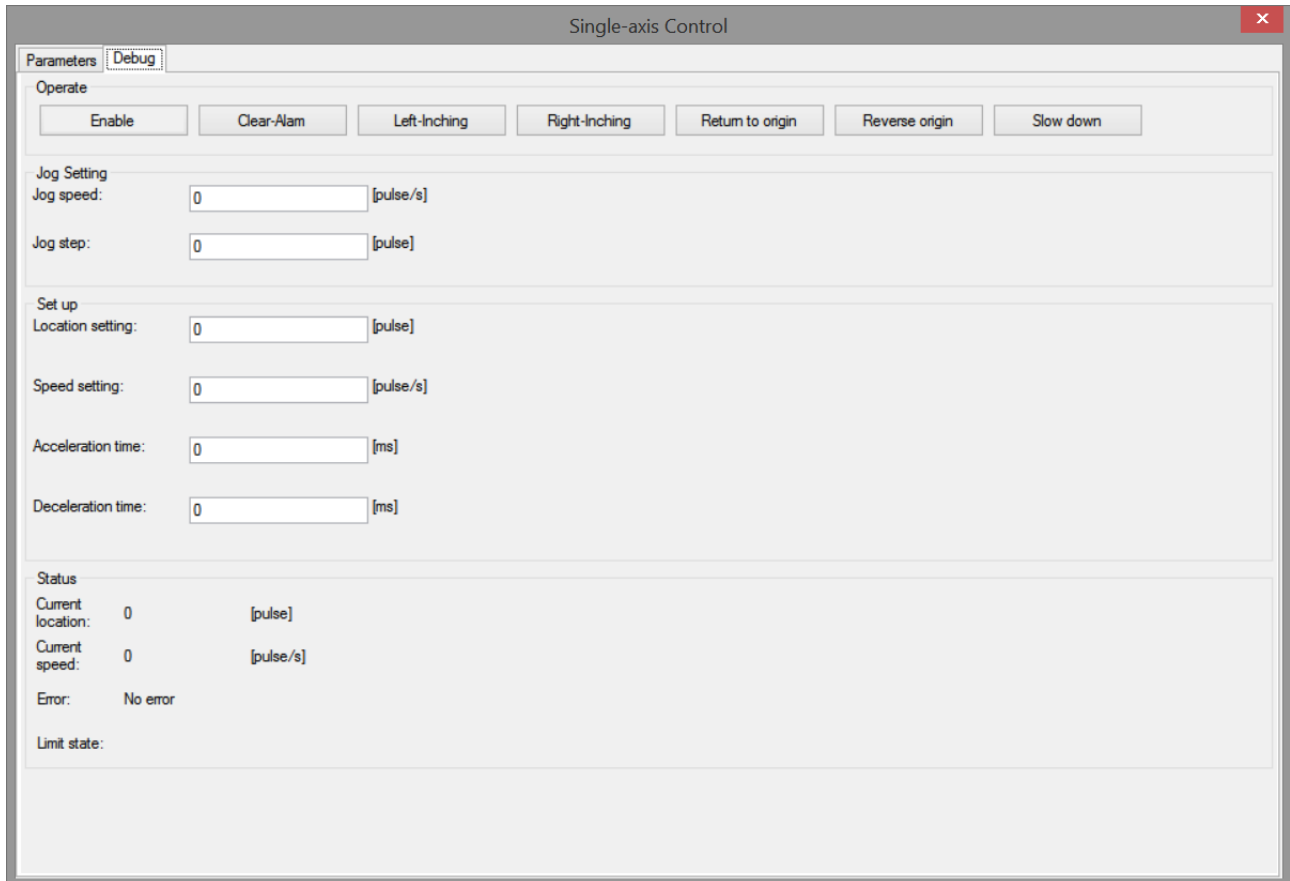 Single-axis Control
Parameters Debug
Operate
Enable Clear-Alam Left-Inching Right-Inching Return to origin Reverse origin Slow down
Jog Setting
Jog speed: 0 [pulse/s]
Jog step: 0 [pulse]
Set up
Location setting: 0 [pulse]
Speed setting: 0 [pulse/s]
Acceleration time: 0 [ms]
Deceleration time: 0 [ms]
Status
Current
location: 0 [pulse]
Current
speed: 0 [pulse/s]
Error: No error
Limit state: